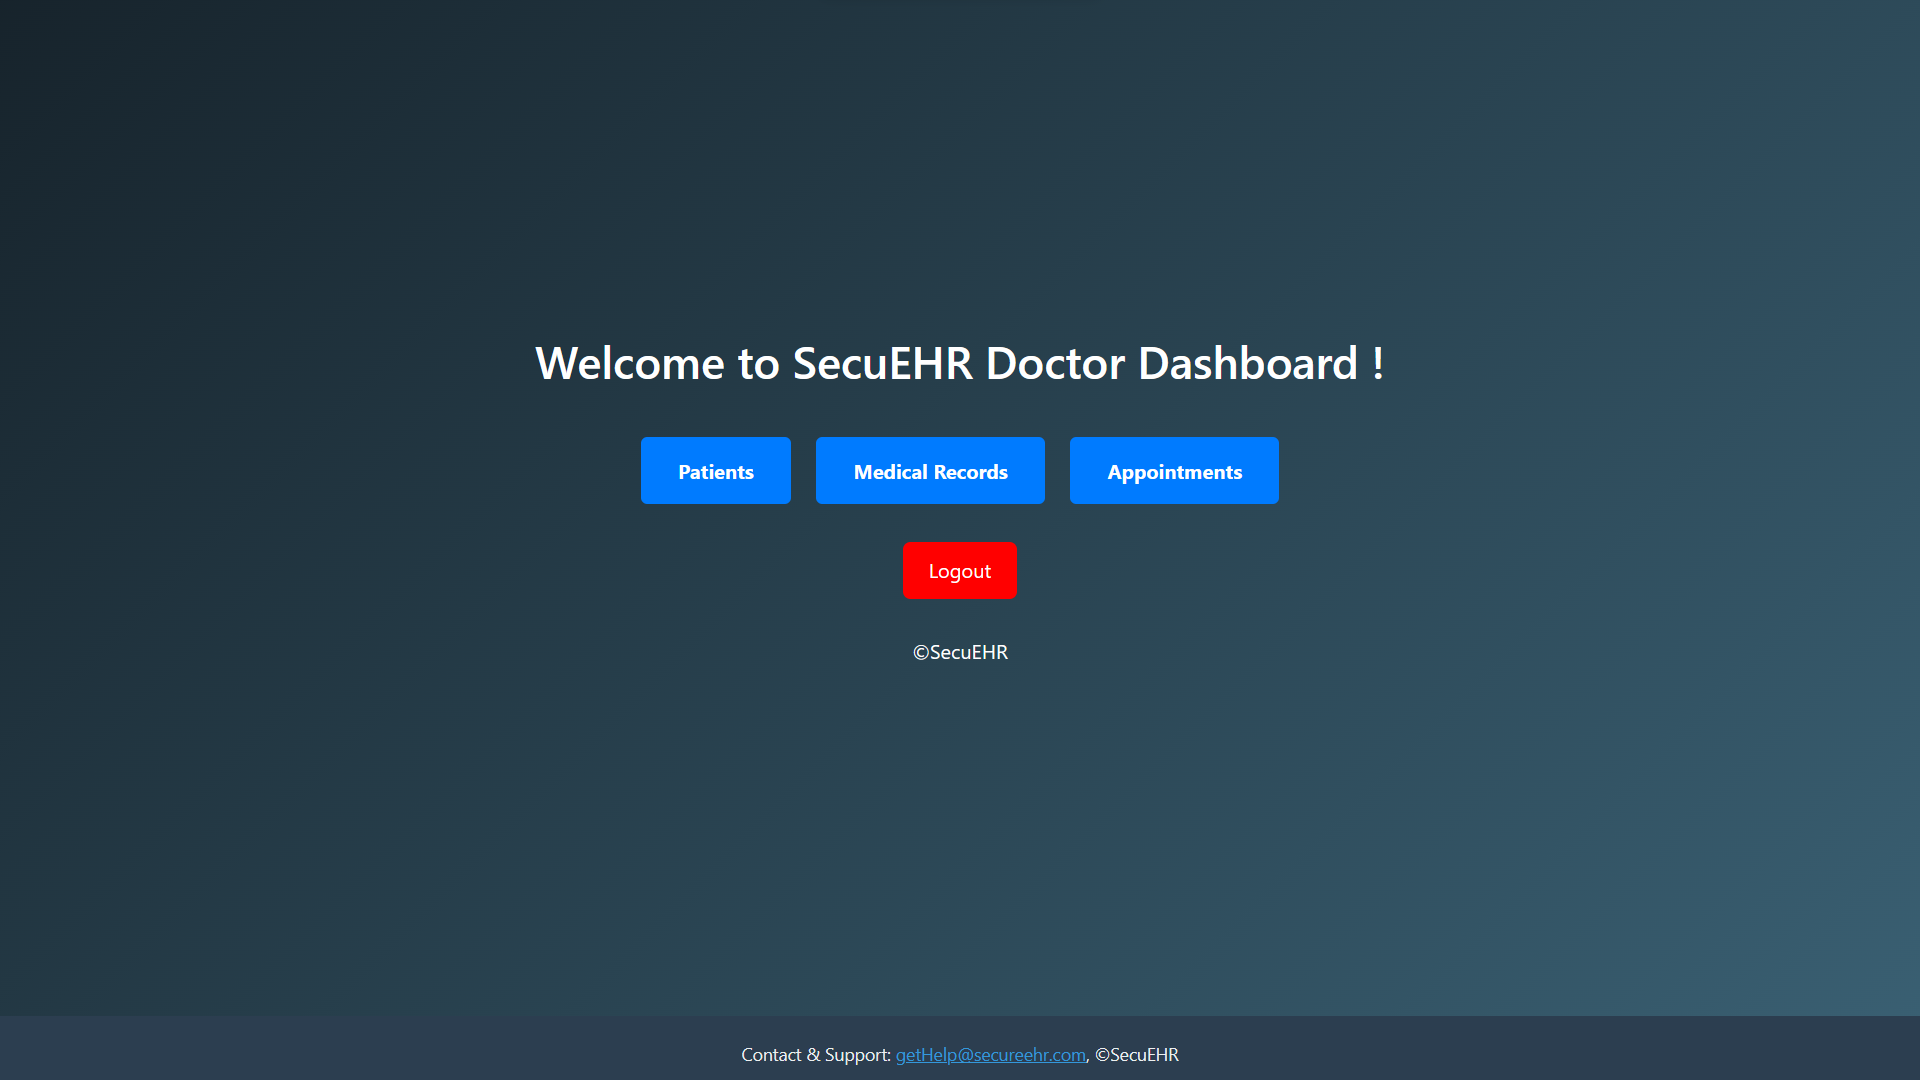 Welcome to SecuEHR Doctor Dashboard !
Patients Medical Records Appointments
Logout
©SecuEHR
Contact & Support: getHelp@secureehr.com, ©SecuEHR